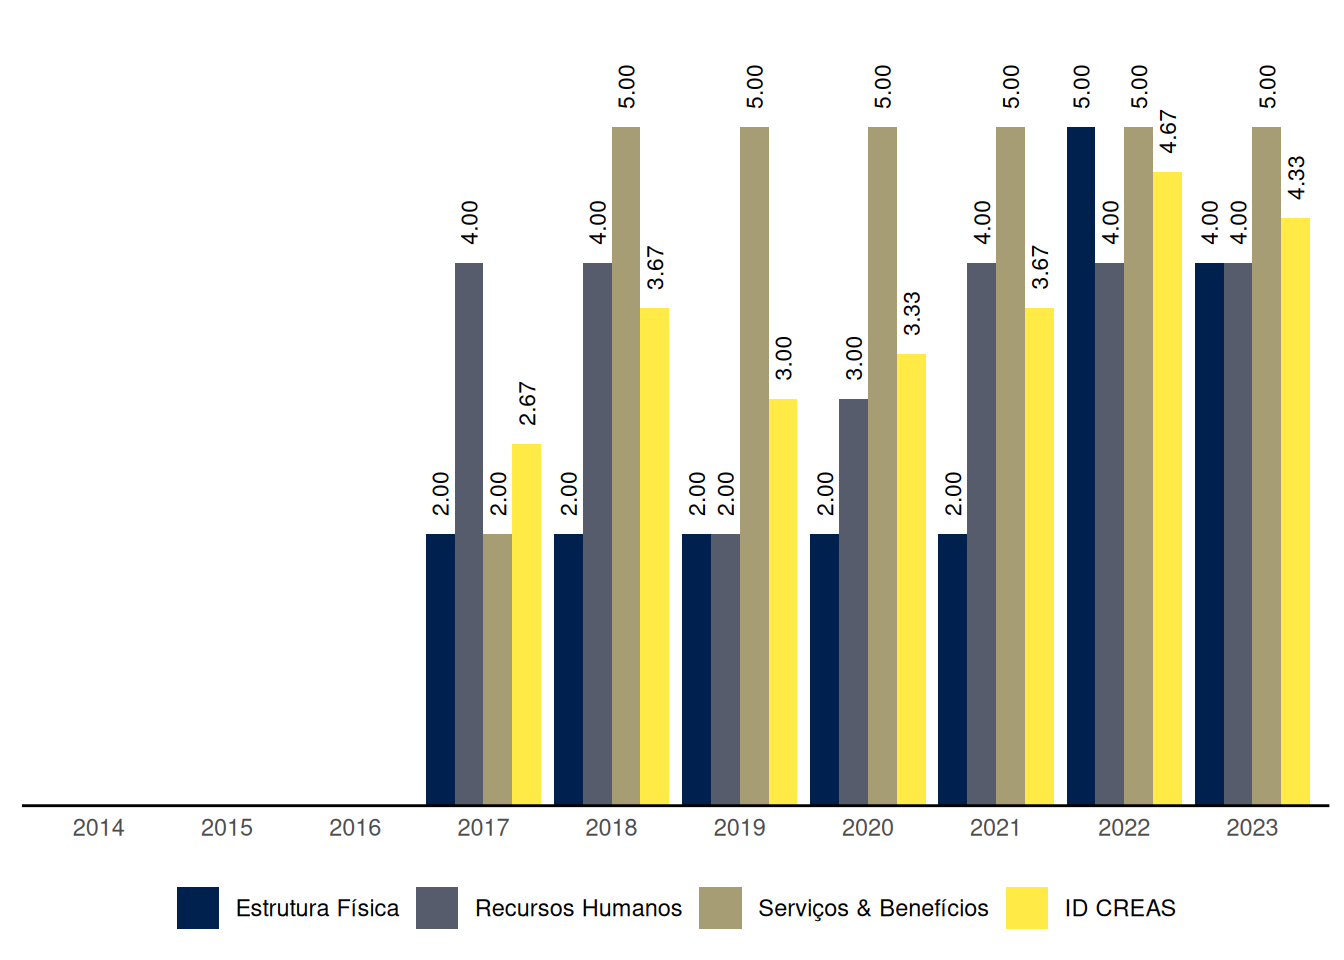 5.00 5.00 5.00 5.00 5.00 5.00 5.00
4.67
4.33
4.00 4.00 4.00 4.00 4.00 4.00
3.67 3.67
3.33
3.00 3.00
2.67
2.00 2.00 2.00 2.00 2.00 2.00 2.00
2014 2015 2016 2017 2018 2019 2020 2021 2022 2023
Estrutura Física Recursos Humanos Serviços & Benefícios ID CREAS